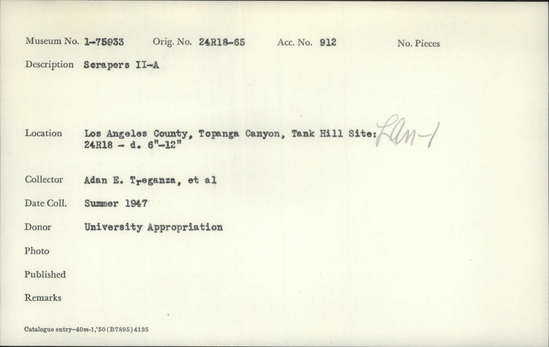 Museum No. 1-75933 Orig. No. 24R18-65 Acc. No. 912 No. Pieces
Description Scrapers II-A
Location Los Angeles County, Topanga Canyon, Tank Hill Site: LAn-1
24R18 - d. 6"-12"
Collector Adan E. Treganza, et al
Date Coll. Summer 1947
Donor University Appropriation
Photo
Published
Remarks
Catalogue entry—40m-1,'50(B7895)4135